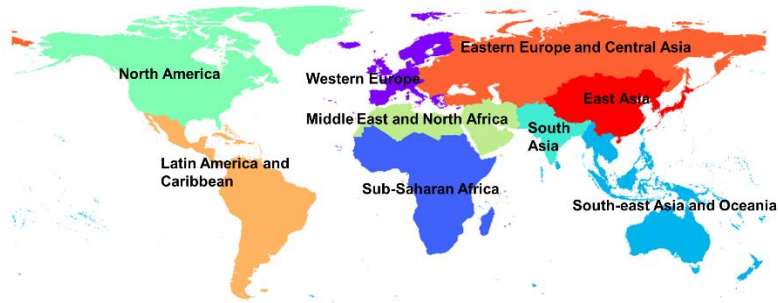 Eastern Europe and Central Asia
North America
Western Europe
East Asia
Middle East and North Africa
South
Asia
Latin America and
Caribbean
Sub-Saharan Africa
South-east Asia and Oceania